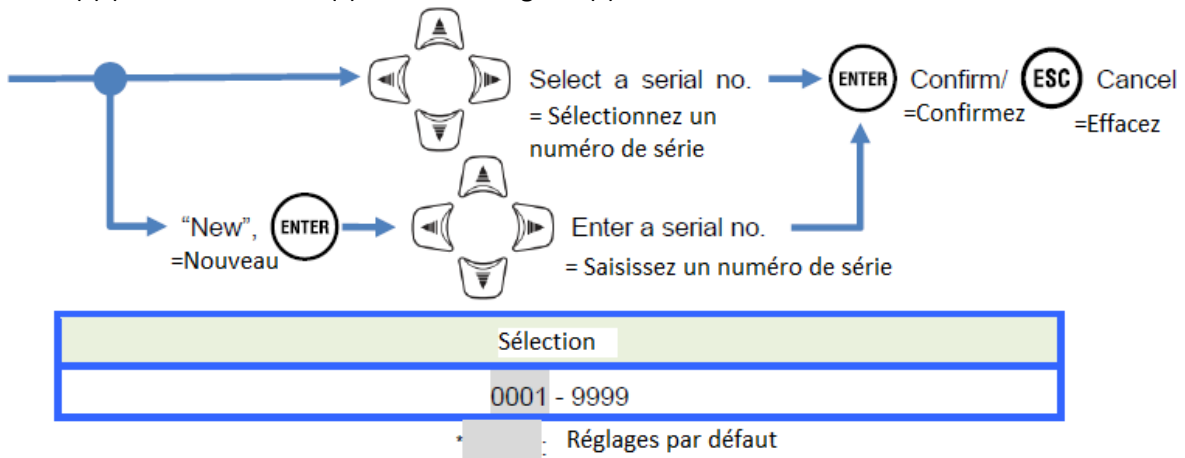 Select a serial no.
= Sélectionnez un
numéro de série
ENTER Confirm/ ESC Cancel
=Confirmez =Effacez
"New", ENTER
=Nouveau
Enter a serial no.
= Saisissez un numéro de série
Sélection
0001 - 9999
* : Réglages par défaut